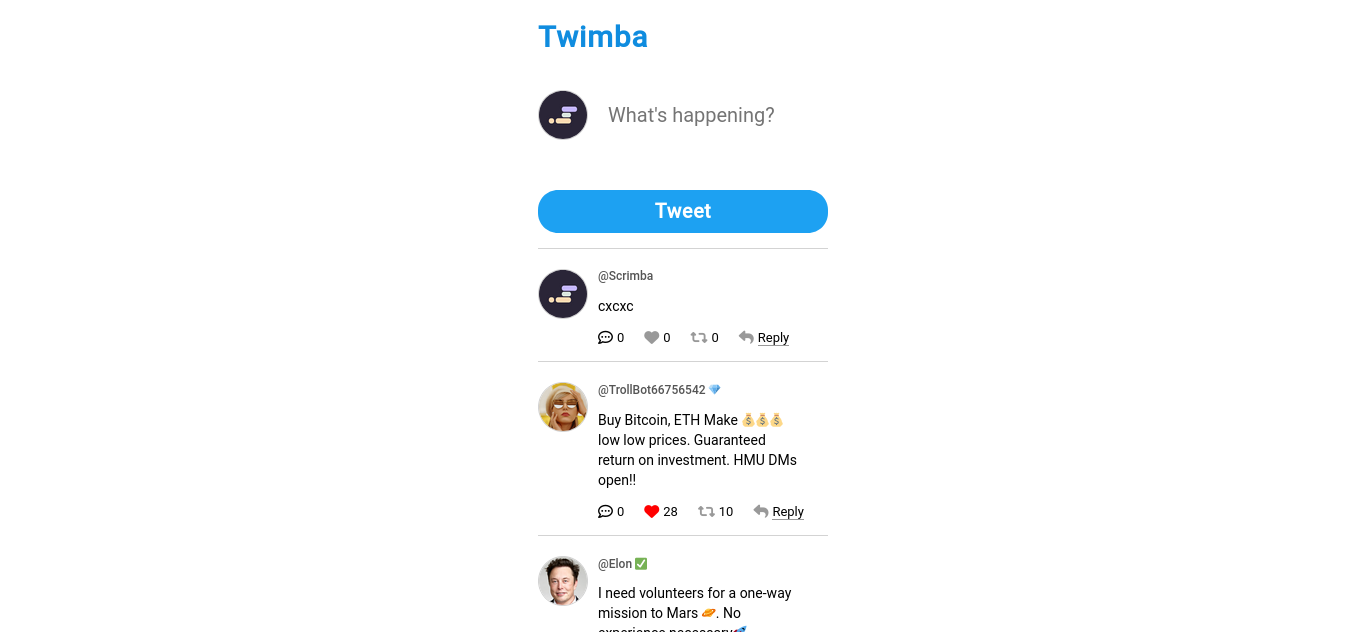 Twimba
What's happening?
Tweet
@Scrimba
cxcxc
0 0 0 Reply
@TrollBot66756542 💎
Buy Bitcoin, ETH Make 💰💰💰
low low prices. Guaranteed
return on investment. HMU DMs
open!!
0 28 10 Reply
@Elon ✅
I need volunteers for a one-way
mission to Mars 🪐. No
experience necessary🚀